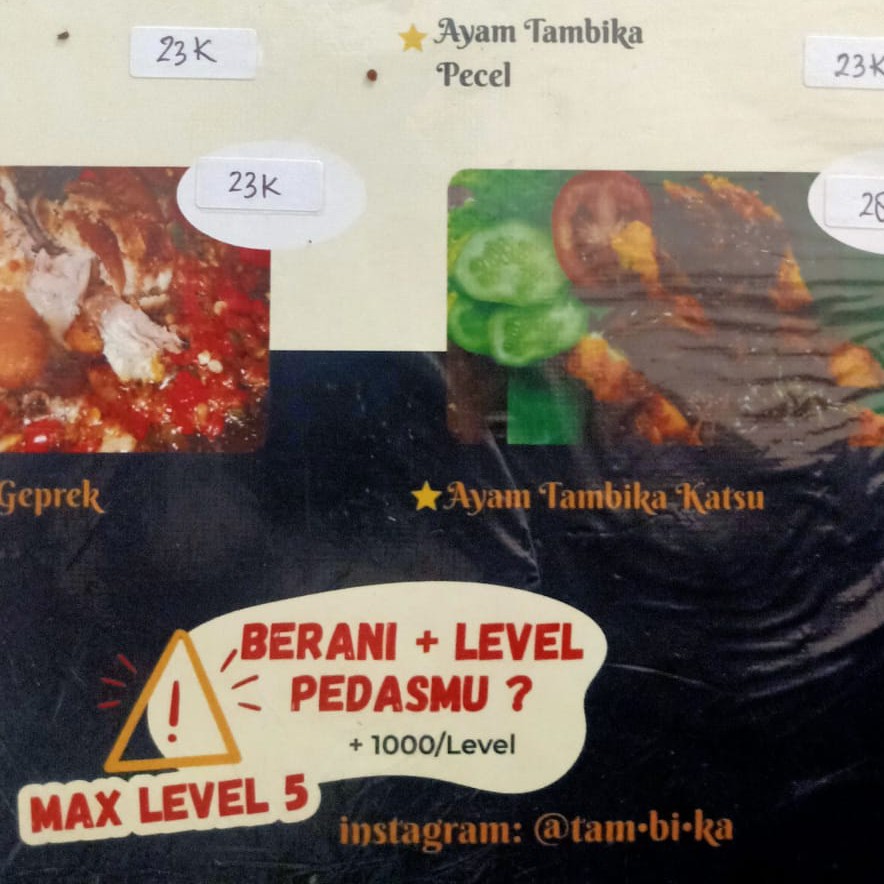 23K
Ayam Tambika
Pecel
23K
23K
Geprek
Ayam Tambika Katsu
BERANI + LEVEL
PEDASMU ?
+ 1000/Level
MAX LEVEL 5
instagram: @tam•bi•ka